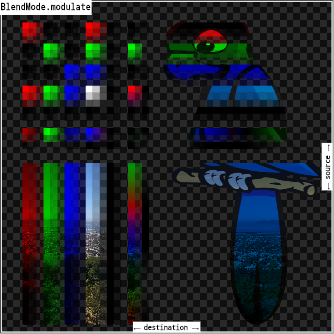 BlendMode.modulate
source →
← destination →